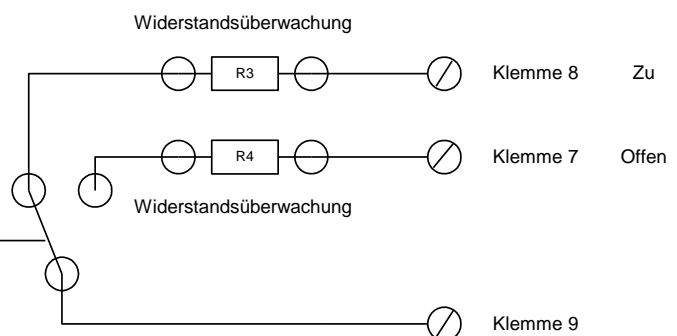 Widerstandsüberwachung
R3
Klemme 8 Zu
R4
Klemme 7 Offen
Widerstandsüberwachung
Klemme 9